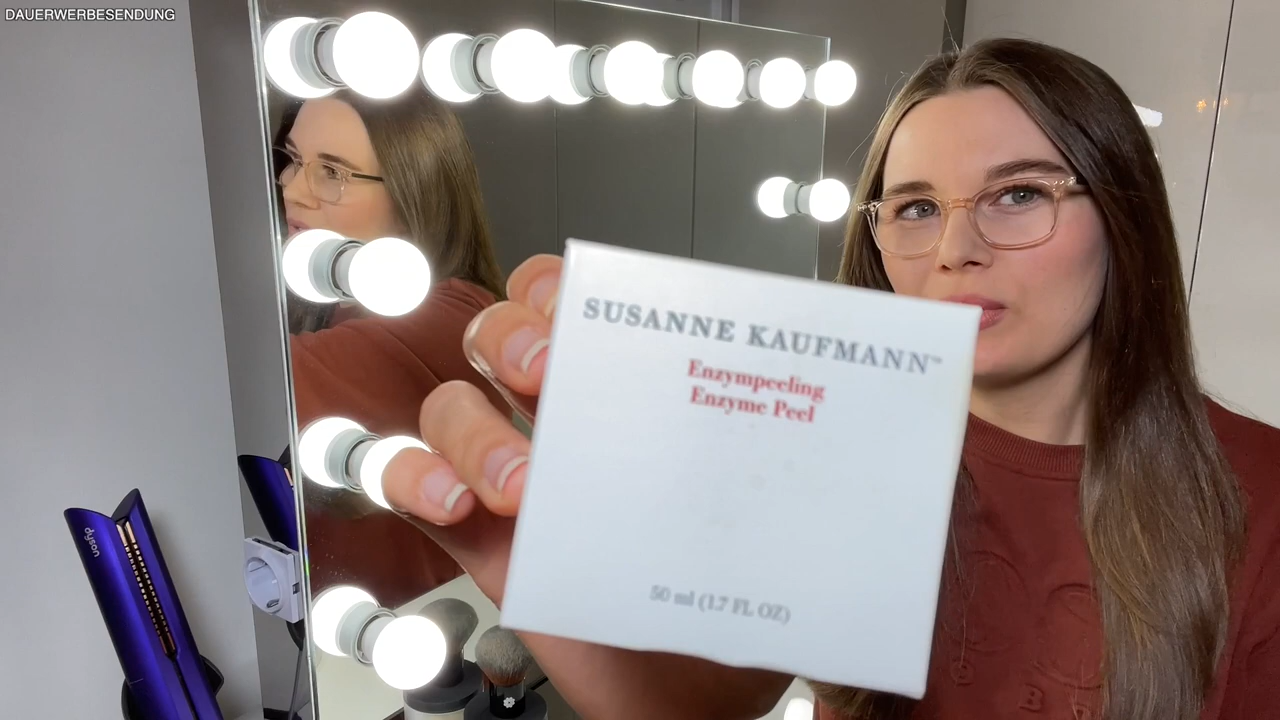 DAUERWERBESENDUNG
SUSANNE KAUFMANN™
Enzympeeling
Enzyme Peel
50 ml (1.7 FL OZ)
dyson